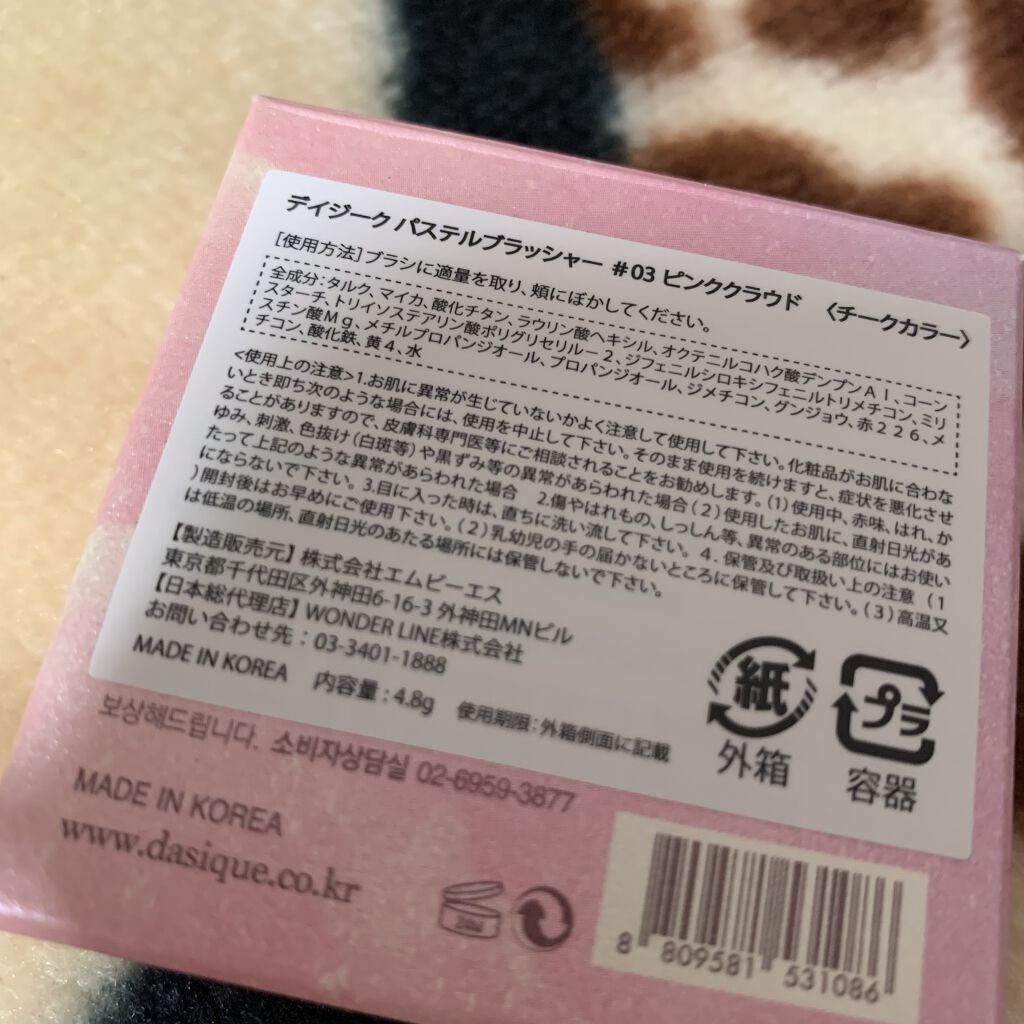 デイジーク パステルブラッシャー #03 ピンククラウド 〈チークカラー〉
[使用方法]ブラシに適量を取り、頬にぼかしてください。
全成分：タルク、マイカ、酸化チタン、ラウリン酸ヘキシル、オクテニルコハク酸デンプンAl、コーン
スターチ、トリイソステアリン酸ポリグリセリル－2、ジフェニルシロキシフェニルトリメチコン、ミリ
スチン酸Mg、メチルプロパンジオール、プロパンジオール、ジメチコン、グンジョウ、赤226、メ
チコン、酸化鉄、黄4、水
<使用上の注意>1.お肌に異常が生じていないかよく注意して使用して下さい。化粧品がお肌に合わな
いとき即ち次のような場合には、使用を中止して下さい。そのまま使用を続けますと、症状を悪化させ
ることがありますので、皮膚科専門医等にご相談されることをお勧めします。(1)使用中、赤味、はれ、か
ゆみ、刺激、色抜け(白斑等)や黒ずみ等の異常があらわれた場合(2)使用したお肌に、直射日光があ
たって上記のような異常があらわれた場合 2.傷やはれもの、しっしん等、異常のある部位にはお使い
にならないで下さい。3.目に入った時は、直ちに洗い流して下さい。4.保管及び取扱い上の注意 (1
)開封後はお早めにご使用下さい。(2)乳幼児の手の届かないところに保管して下さい。(3)高温又
は低温の場所、直射日光のあたる場所には保管しないで下さい。
【製造販売元】株式会社エムビーエス
東京都千代田区外神田6-16-3 外神田MNビル
【日本総代理店】WONDER LINE株式会社
お問い合わせ先：03-3401-1888
MADE IN KOREA 内容量：4.8g 使用期限：外箱側面に記載
紙
外箱
プラ
容器
보상해드립니다. 소비자상담실 02-6959-3877
MADE IN KOREA
www.dasique.co.kr
8 809581 531086